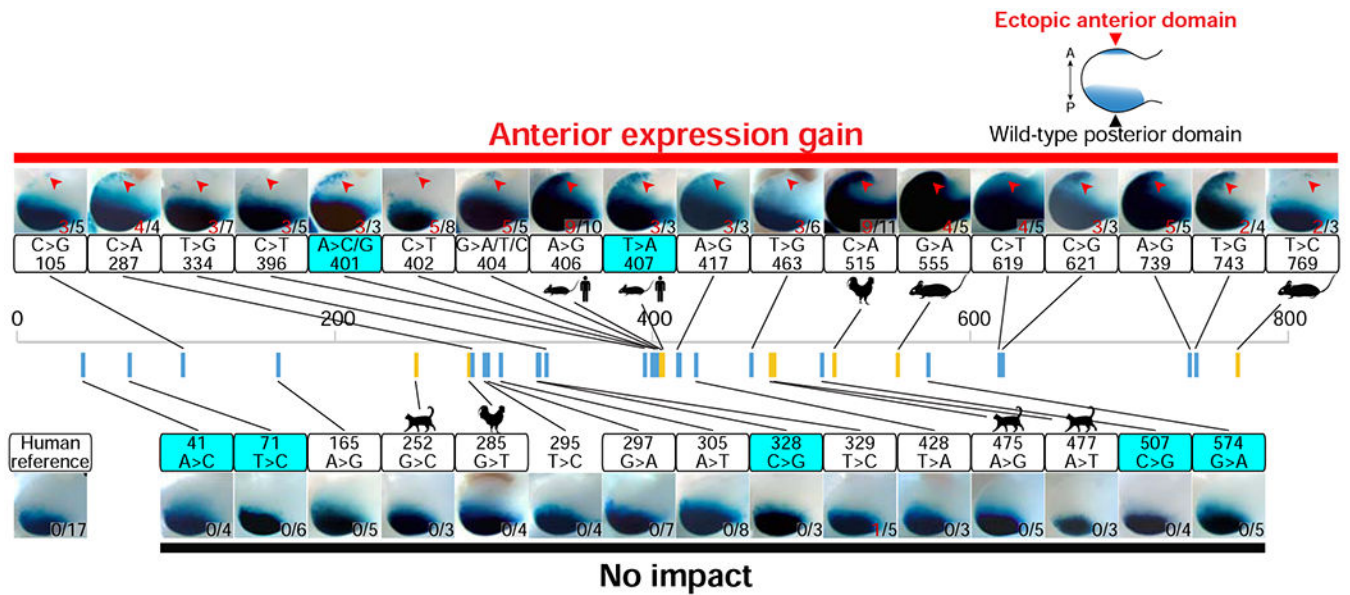 Ectopic anterior domain
A
P
Wild-type posterior domain
Anterior expression gain
3/5 4/4 3/7 3/5 3/3 5/8 5/5 9/10 3/3 3/3 3/6 9/11 4/5 4/5 3/3 5/5 2/4 2/3
C>G C>A T>G C>T A>C/G C>T G>A/T/C A>G T>A A>G T>G C>A G>A C>T C>G A>G T>G T>C
105 287 334 396 401 402 404 406 407 417 463 515 555 619 621 739 743 769
0 200 400 600 800
Human 41 71 165 252 285 295 297 305 328 329 428 475 477 507 574
reference A>C T>C A>G G>C G>T T>C G>A A>T C>G T>C T>A A>G A>T C>G G>A
0/17 0/4 0/6 0/5 0/3 0/4 0/4 0/7 0/8 0/3 1/5 0/3 0/5 0/3 0/4 0/5
No impact